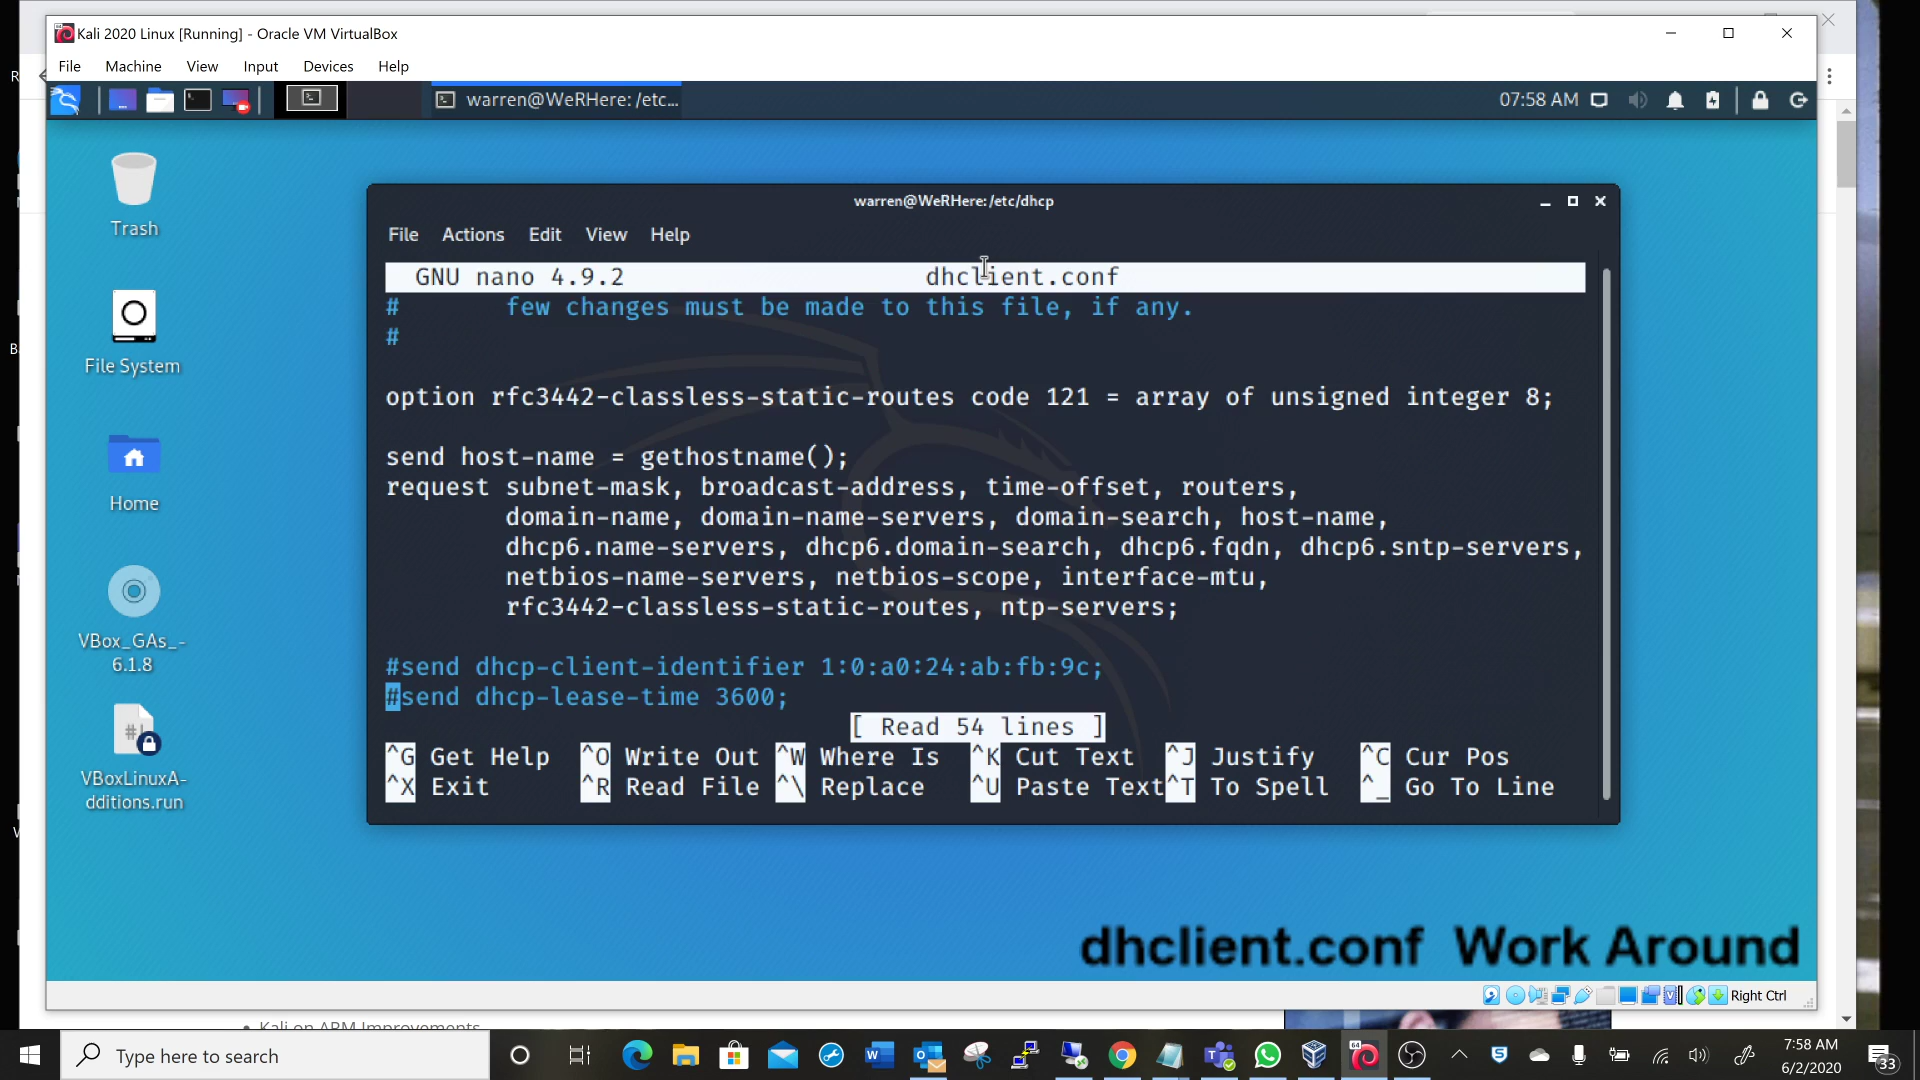 Kali 2020 Linux [Running] - Oracle VM VirtualBox
File Machine View Input Devices Help
warren@WeRHere: /etc...
07:58 AM
Trash
File System
Home
VBox_GAs_-
6.1.8
VBoxLinuxA-
dditions.run
warren@WeRHere: /etc/dhcp
File Actions Edit View Help
GNU nano 4.9.2 dhclient.conf
# few changes must be made to this file, if any.
#
option rfc3442-classless-static-routes code 121 = array of unsigned integer 8;
send host-name = gethostname();
request subnet-mask, broadcast-address, time-offset, routers,
domain-name, domain-name-servers, domain-search, host-name,
dhcp6.name-servers, dhcp6.domain-search, dhcp6.fqdn, dhcp6.sntp-servers,
netbios-name-servers, netbios-scope, interface-mtu,
rfc3442-classless-static-routes, ntp-servers;
#send dhcp-client-identifier 1:0:a0:24:ab:fb:9c;
#send dhcp-lease-time 3600;
[ Read 54 lines ]
^G Get Help ^O Write Out ^W Where Is ^K Cut Text ^J Justify ^C Cur Pos
^X Exit ^R Read File ^\ Replace ^U Paste Text ^T To Spell ^_ Go To Line
dhclient.conf Work Around
Right Ctrl
Kali on ARM Improvements
Type here to search
7:58 AM
6/2/2020
33